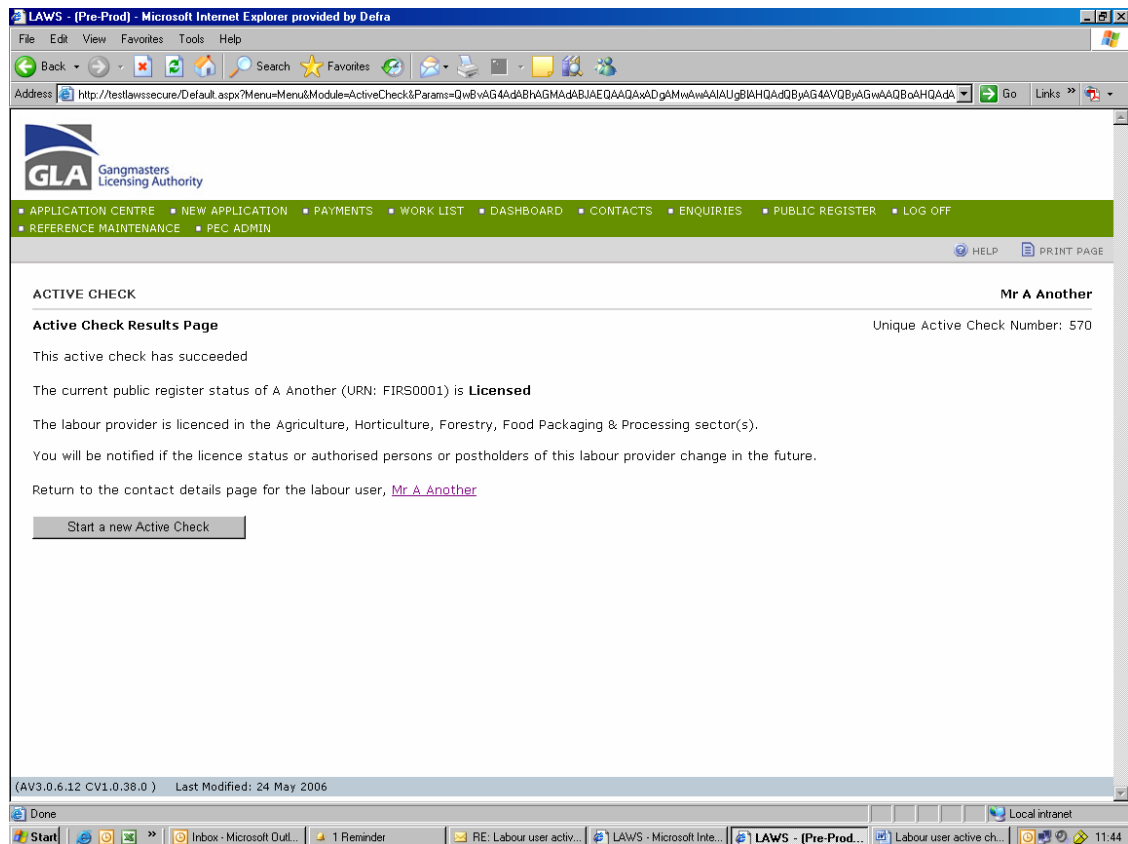 LAWS - (Pre-Prod) - Microsoft Internet Explorer provided by Defra
File Edit View Favorites Tools Help
Back Search Favorites
Address http://testlawssecure/Default.aspx?Menu=Menu&Module=ActiveCheck&Params= Go Links »
GLA Gangmasters
Licensing Authority
APPLICATION CENTRE NEW APPLICATION PAYMENTS WORK LIST DASHBOARD CONTACTS ENQUIRIES PUBLIC REGISTER LOG OFF
REFERENCE MAINTENANCE PEC ADMIN
HELP PRINT PAGE
ACTIVE CHECK Mr A Another
Active Check Results Page Unique Active Check Number: 570
This active check has succeeded
The current public register status of A Another (URN: FIRS0001) is Licensed
The labour provider is licenced in the Agriculture, Horticulture, Forestry, Food Packaging & Processing sector(s).
You will be notified if the licence status or authorised persons or postholders of this labour provider change in the future.
Return to the contact details page for the labour user, Mr A Another
Start a new Active Check
(AV3.0.6.12 CV1.0.38.0 ) Last Modified: 24 May 2006
Done Local intranet
Start » Inbox - Microsoft Outl... 1 Reminder RE: Labour user activ... LAWS - Microsoft Inte... LAWS - (Pre-Prod... Labour user active ch... 11:44